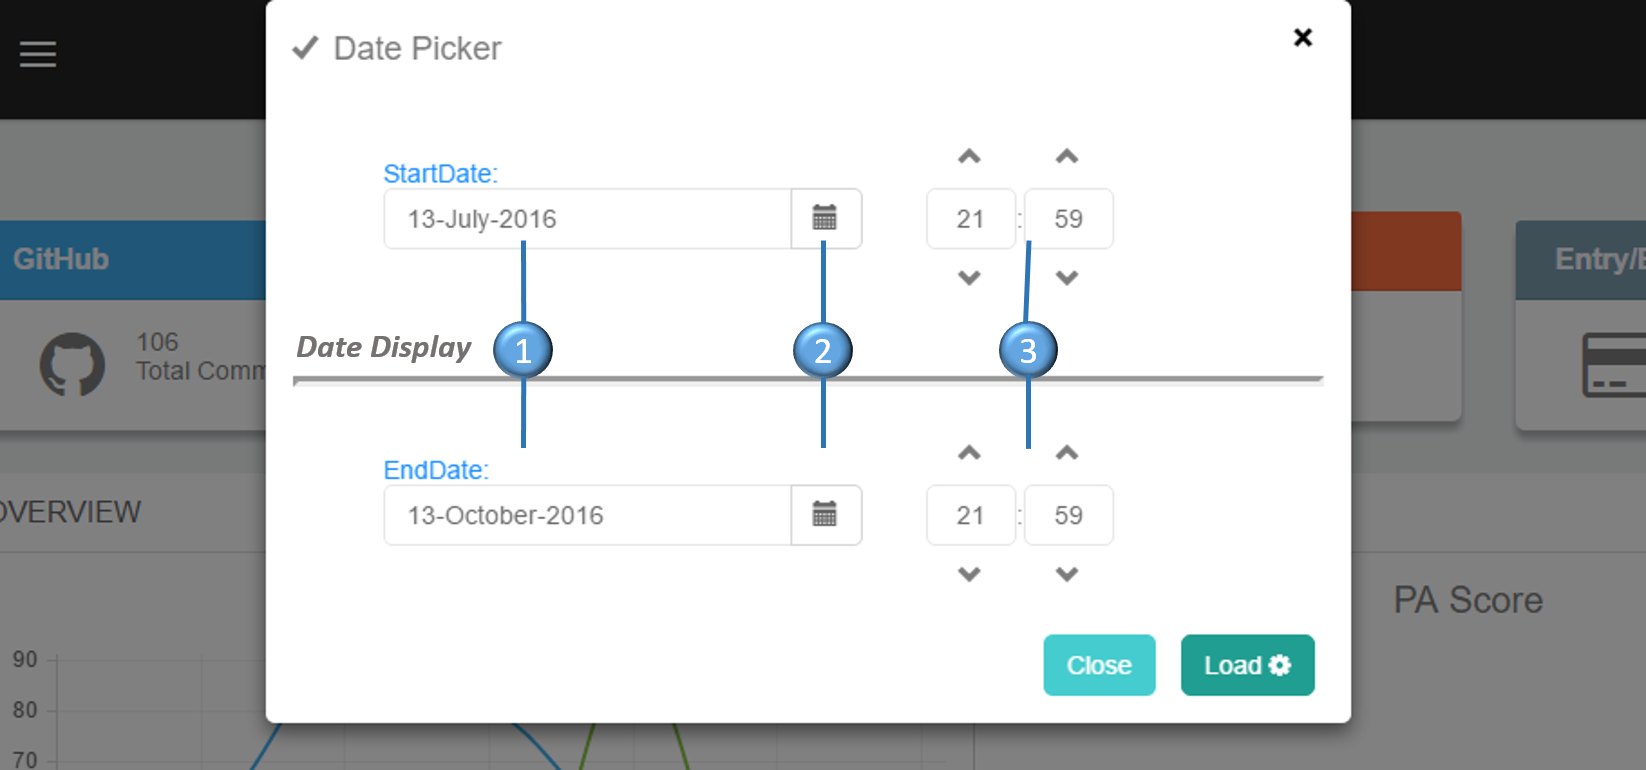 Date Picker
StartDate:
13-July-2016
21 : 59
GitHub
Entry/E
106
Total Comm
Date Display
1
2
3
EndDate:
13-October-2016
21 : 59
OVERVIEW
PA Score
Close
Load
90
80
70